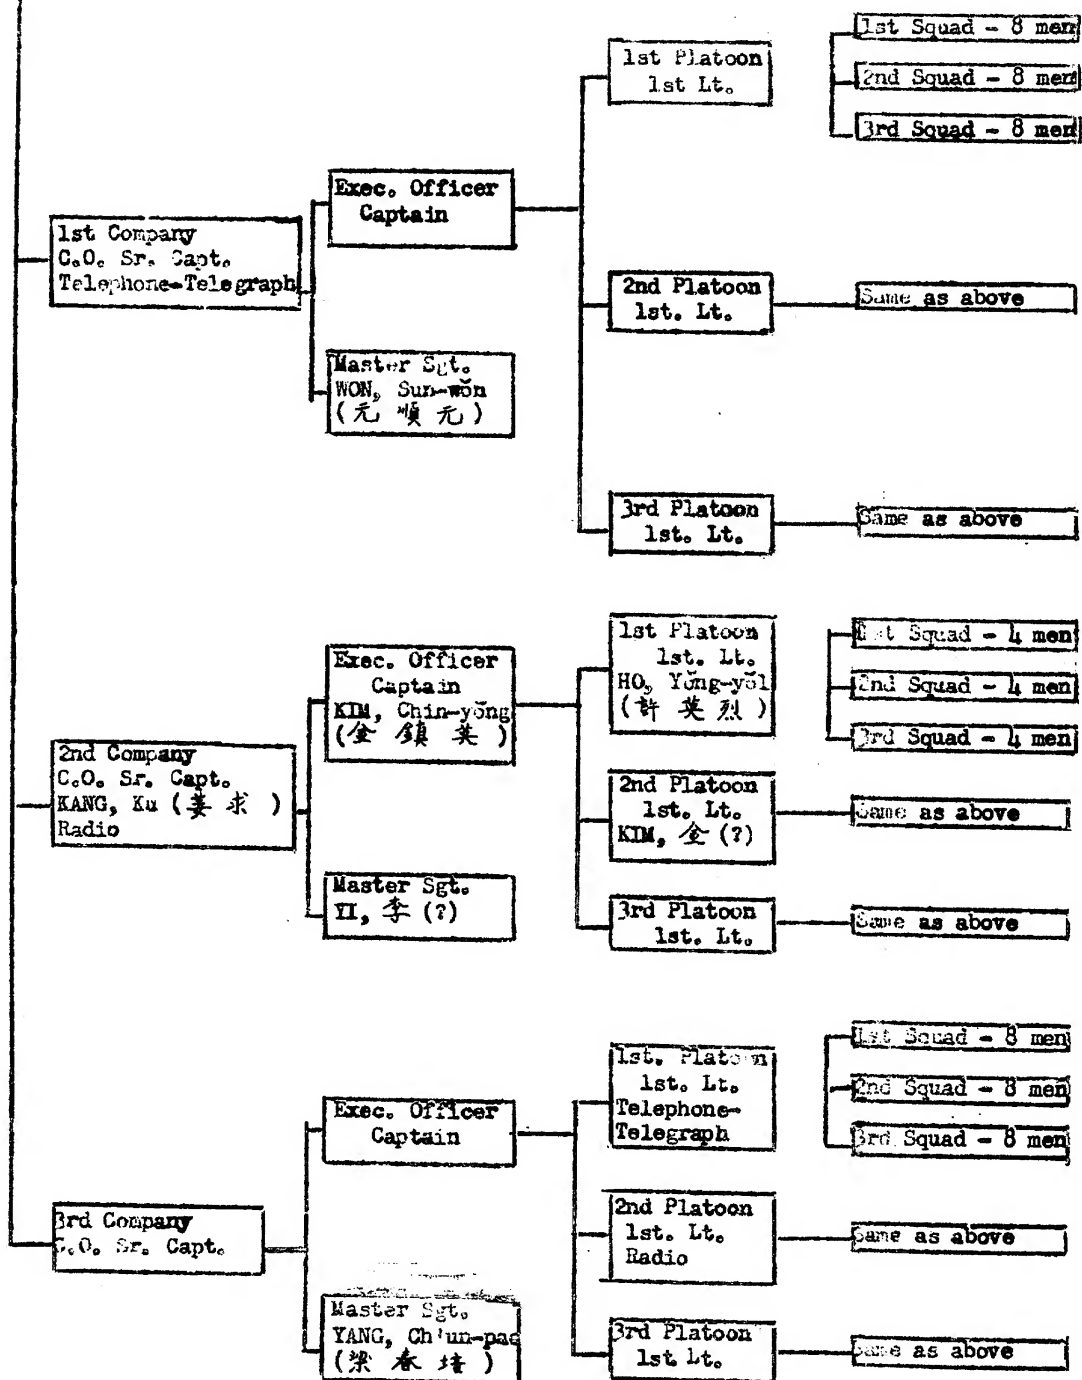 1st Company
C.O. Sr. Capt.
Telephone-Telegraph
Exec. Officer
Captain
Master Sgt.
WON, Sun-wŏn
(元 順 元)
1st Platoon
1st Lt.
1st Squad - 8 men
2nd Squad - 8 men
3rd Squad - 8 men
2nd Platoon
1st. Lt.
Same as above
3rd Platoon
1st. Lt.
Same as above
2nd Company
C.O. Sr. Capt.
KANG, Ku (姜 求)
Radio
Exec. Officer
Captain
KIM, Chin-yŏng
(金 鎮 英)
Master Sgt.
YI, 李 (?)
1st Platoon
1st. Lt.
HO, Yŏng-yŏl
(許 英 烈)
1st Squad - 4 men
2nd Squad - 4 men
3rd Squad - 4 men
2nd Platoon
1st. Lt.
KIM, 金 (?)
Same as above
3rd Platoon
1st. Lt.
Same as above
3rd Company
C.O. Sr. Capt.
Exec. Officer
Captain
Master Sgt.
YANG, Ch'un-pae
(梁 春 培)
1st. Platoon
1st. Lt.
Telephone-
Telegraph
1st Squad - 8 men
2nd Squad - 8 men
3rd Squad - 8 men
2nd Platoon
1st. Lt.
Radio
Same as above
3rd Platoon
1st Lt.
Same as above